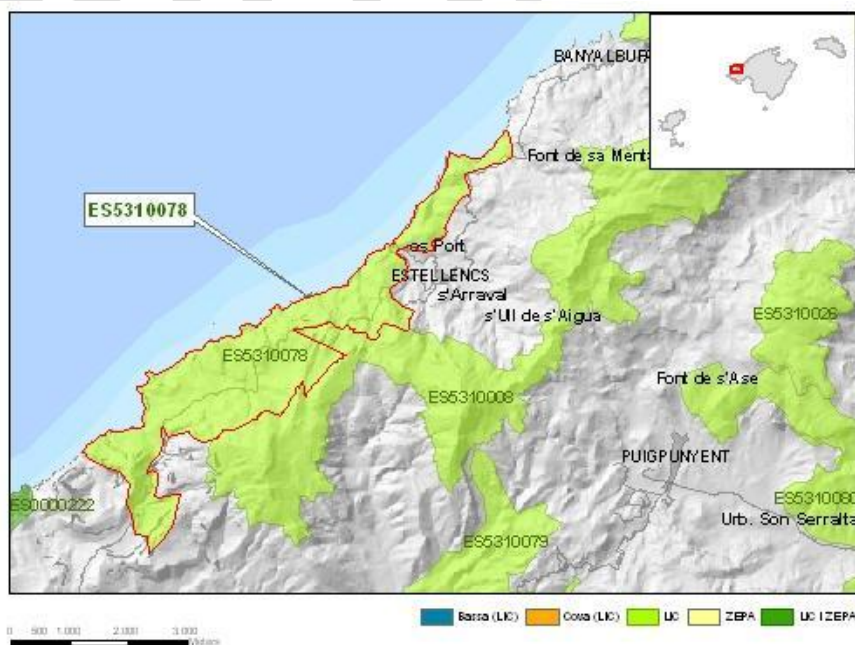 BANYALBUFA
Font de sa Menta
ES5310078
es Port
ESTELLENCS
s'Arraval
s'Ull de s'Aigua
ES5310026
ES5310078
Font de s'Ase
ES5310008
PUIGPUNYENT
ES0000222
ES5310080
Urb. Son Serralta
ES5310079
Bassa (LIC) Cova (LIC) LIC ZEPA LIC I ZEPA
0 500 1.000 2.000 3.000
Meters